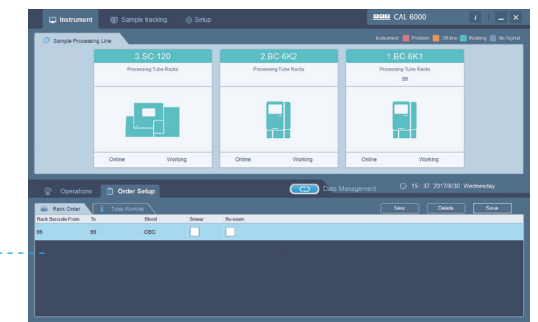 Instrument Sample tracking Setup CAL 6000
Sample Processing Line Instrument Problem Off-line Working No Signal
3.SC-120 2.BC-6K2 1.BC-6K1
Processing Tube Racks Processing Tube Racks Processing Tube Racks
99
Online Working Online Working Online Working
Operations Order Setup Data Management 15 : 37 2017/8/30 Wednesday
Rack Order Tube Worklist New Delete Save
Rack Barcode From To Blood Smear Re-exam
99 99 CBC